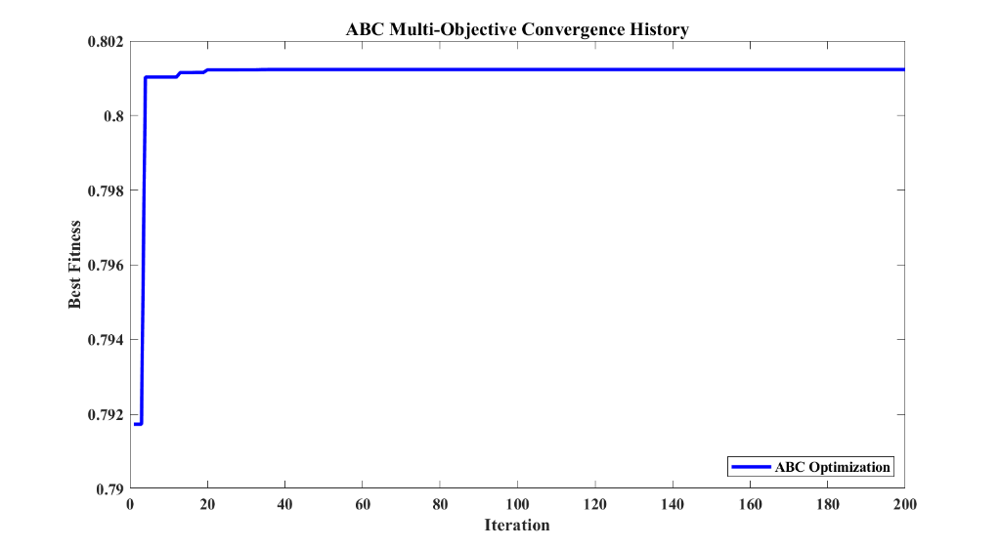 ABC Multi-Objective Convergence History
0.802
0.8
0.798
0.796
0.794
0.792
0.79
Best Fitness
ABC Optimization
0 20 40 60 80 100 120 140 160 180 200
Iteration